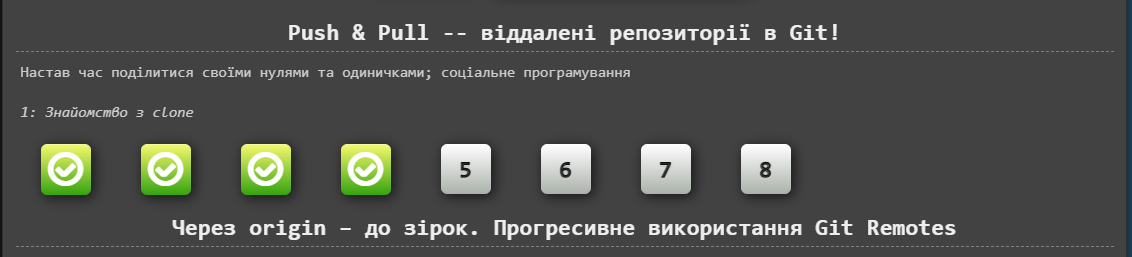 Push & Pull -- віддалені репозиторії в Git!
Настав час поділитися своїми нулями та одиничками; соціальне програмування
1: Знайомство з clone
5 6 7 8
Через origin – до зірок. Прогресивне використання Git Remotes